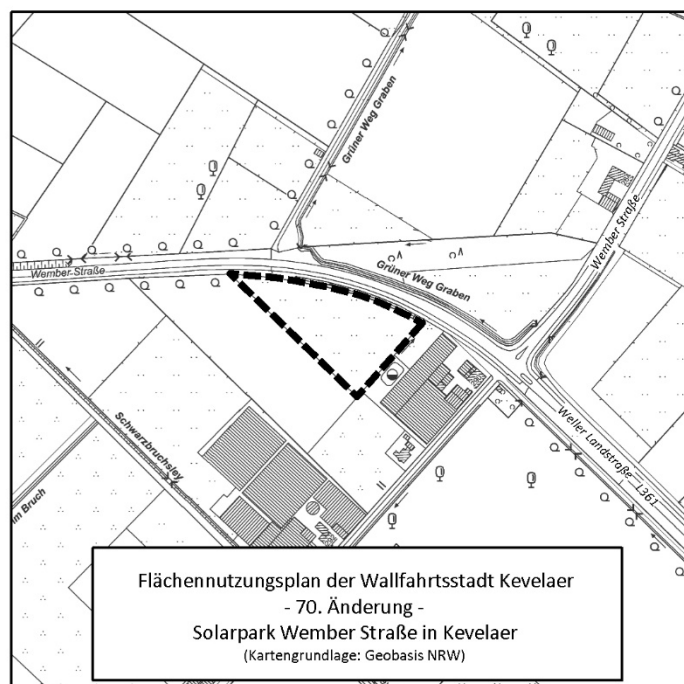 Grüner Weg Graben
Wember Straße
Wember Straße
Grüner Weg Graben
Schwarzbruchsley
Weller Landstraße L361
im Bruch
Flächennutzungsplan der Wallfahrtsstadt Kevelaer
- 70. Änderung -
Solarpark Wember Straße in Kevelaer
(Kartengrundlage: Geobasis NRW)